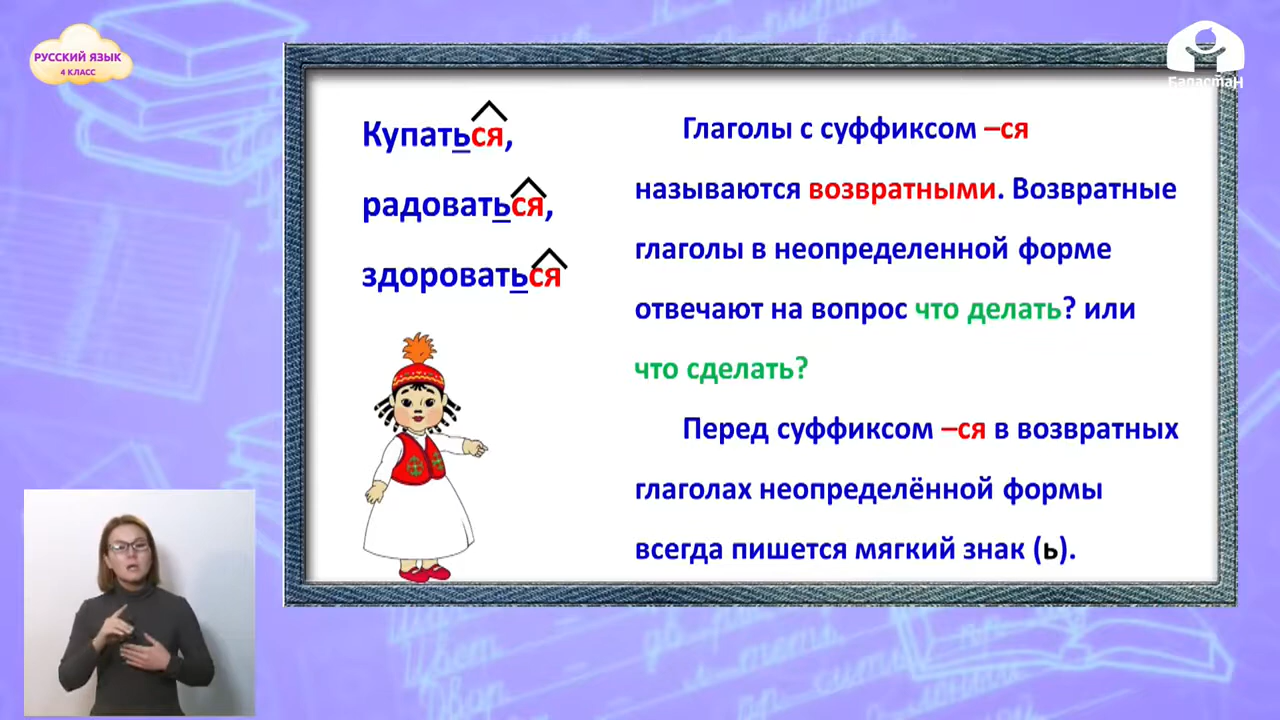 РУССКИЙ ЯЗЫК
4 КЛАСС
Баластан
Купаться,
радоваться,
здороваться
Глаголы с суффиксом –ся
называются возвратными. Возвратные
глаголы в неопределенной форме
отвечают на вопрос что делать? или
что сделать?
Перед суффиксом –ся в возвратных
глаголах неопределённой формы
всегда пишется мягкий знак (ь).